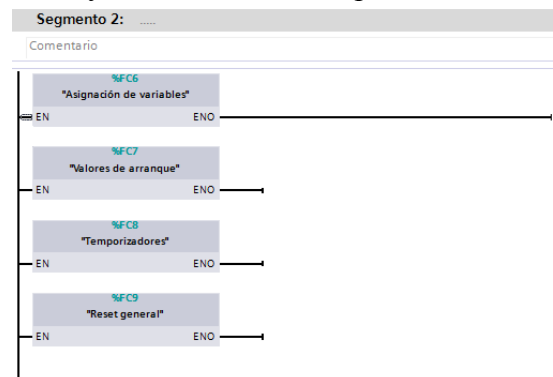 Segmento 2: .....
Comentario
%FC6
"Asignación de variables"
EN ENO
%FC7
"Valores de arranque"
EN ENO
%FC8
"Temporizadores"
EN ENO
%FC9
"Reset general"
EN ENO